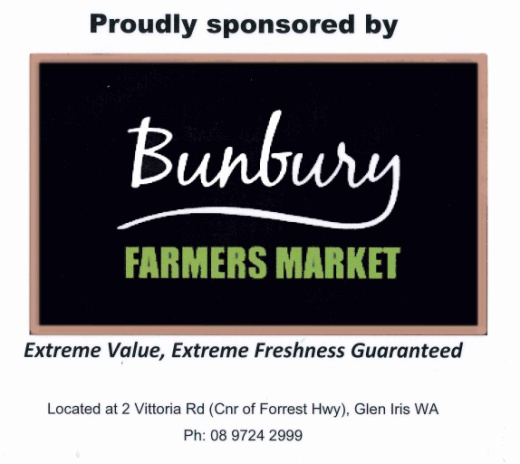 Proudly sponsored by
Bunbury
FARMERS MARKET
Extreme Value, Extreme Freshness Guaranteed
Located at 2 Vittoria Rd (Cnr of Forrest Hwy), Glen Iris WA
Ph: 08 9724 2999